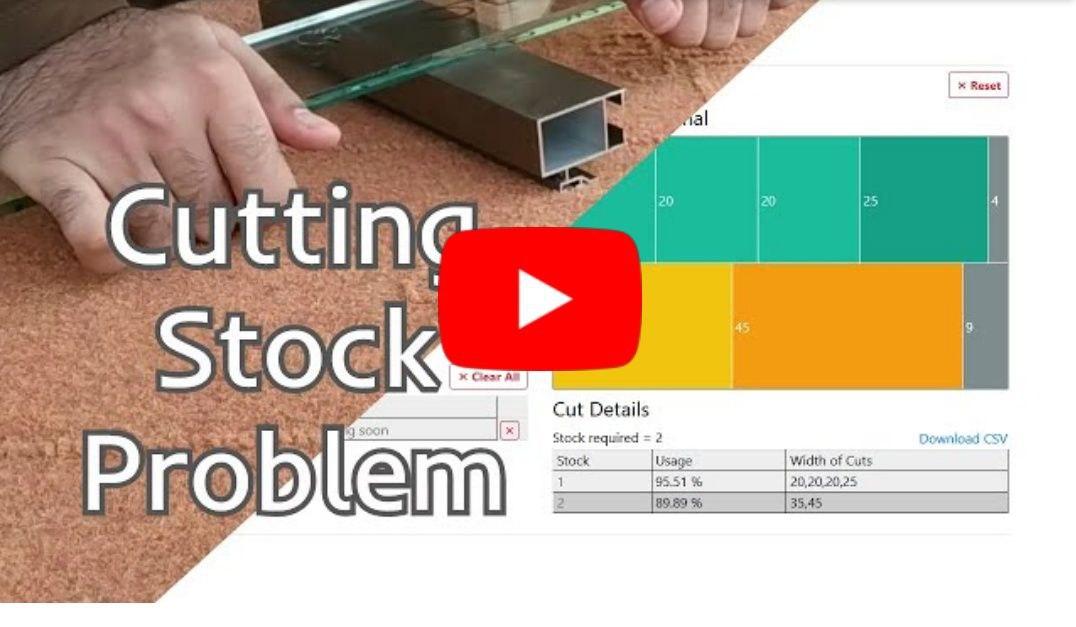 Cutting
Stock
Problem
× Reset
nal
20
20
25
4
45
9
× Clear All
g soon
×
Cut Details
Stock required = 2
Download CSV
Stock Usage Width of Cuts
1 95.51 % 20,20,20,25
2 89.89 % 35,45